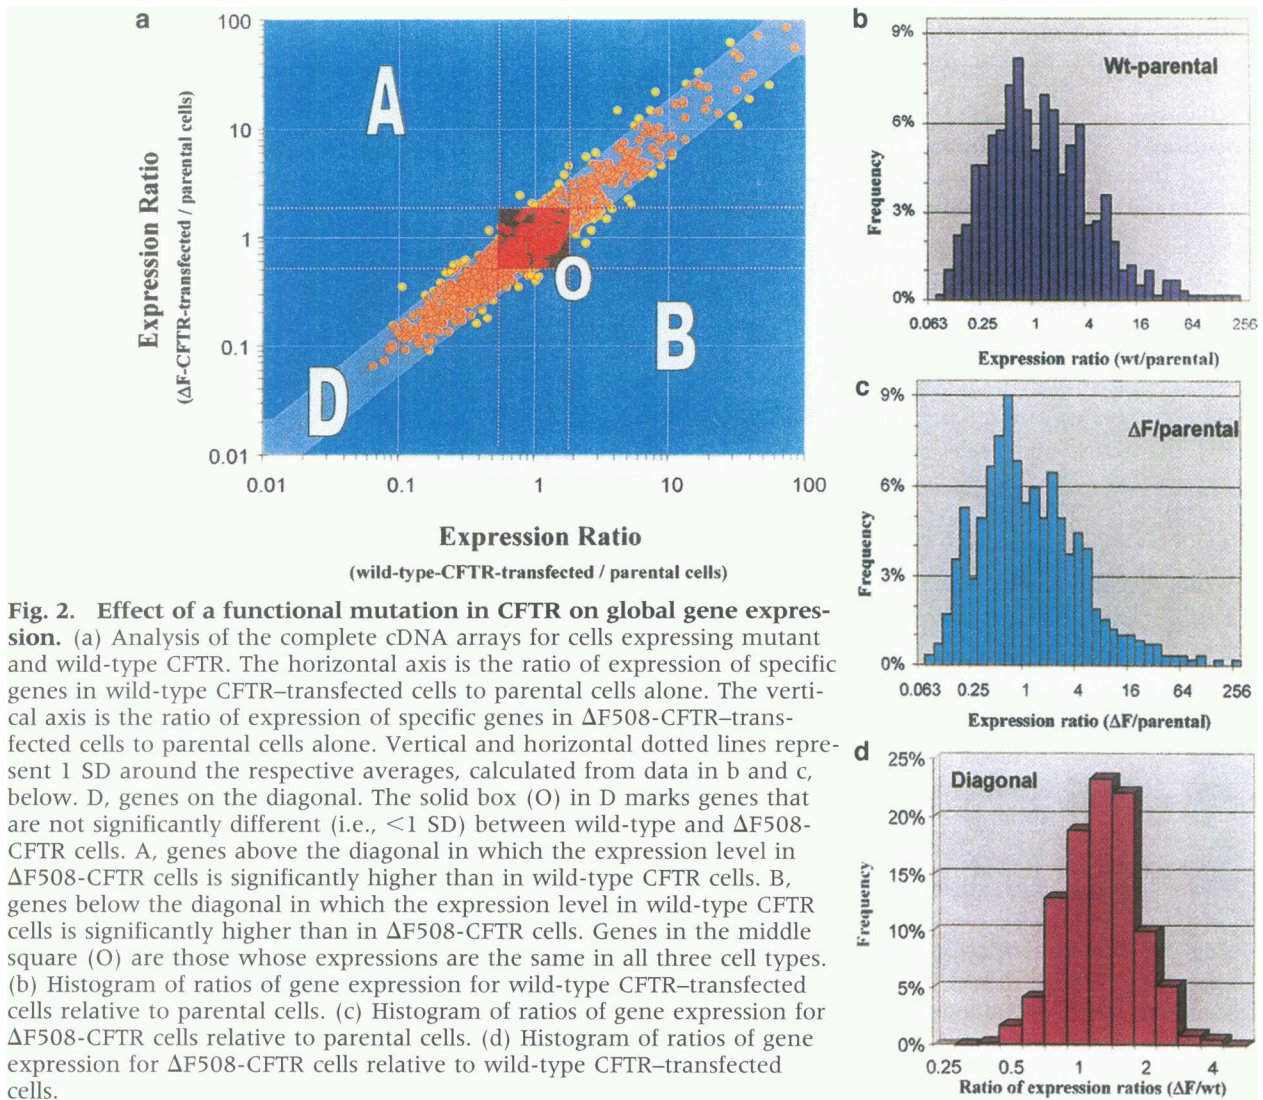 a
100
10
1
0.1
0.01
Expression Ratio
(ΔF-CFTR-transfected / parental cells)
A
B
D
O
0.01
0.1
1
10
100
Expression Ratio
(wild-type-CFTR-transfected / parental cells)
b
9%
6%
3%
0%
Frequency
Wt-parental
0.063 0.25 1 4 16 64 256
Expression ratio (wt/parental)
c
9%
6%
3%
0%
Frequency
ΔF/parental
0.063 0.25 1 4 16 64 256
Expression ratio (ΔF/parental)
d
25%
20%
15%
10%
5%
0%
Frequency
Diagonal
0.25 0.5 1 2 4
Ratio of expression ratios (ΔF/wt)
Fig. 2. Effect of a functional mutation in CFTR on global gene expres-
sion. (a) Analysis of the complete cDNA arrays for cells expressing mutant
and wild-type CFTR. The horizontal axis is the ratio of expression of specific
genes in wild-type CFTR–transfected cells to parental cells alone. The verti-
cal axis is the ratio of expression of specific genes in ΔF508-CFTR–trans-
fected cells to parental cells alone. Vertical and horizontal dotted lines repre-
sent 1 SD around the respective averages, calculated from data in b and c,
below. D, genes on the diagonal. The solid box (O) in D marks genes that
are not significantly different (i.e., <1 SD) between wild-type and ΔF508-
CFTR cells. A, genes above the diagonal in which the expression level in
ΔF508-CFTR cells is significantly higher than in wild-type CFTR cells. B,
genes below the diagonal in which the expression level in wild-type CFTR
cells is significantly higher than in ΔF508-CFTR cells. Genes in the middle
square (O) are those whose expressions are the same in all three cell types.
(b) Histogram of ratios of gene expression for wild-type CFTR–transfected
cells relative to parental cells. (c) Histogram of ratios of gene expression for
ΔF508-CFTR cells relative to parental cells. (d) Histogram of ratios of gene
expression for ΔF508-CFTR cells relative to wild-type CFTR–transfected
cells.